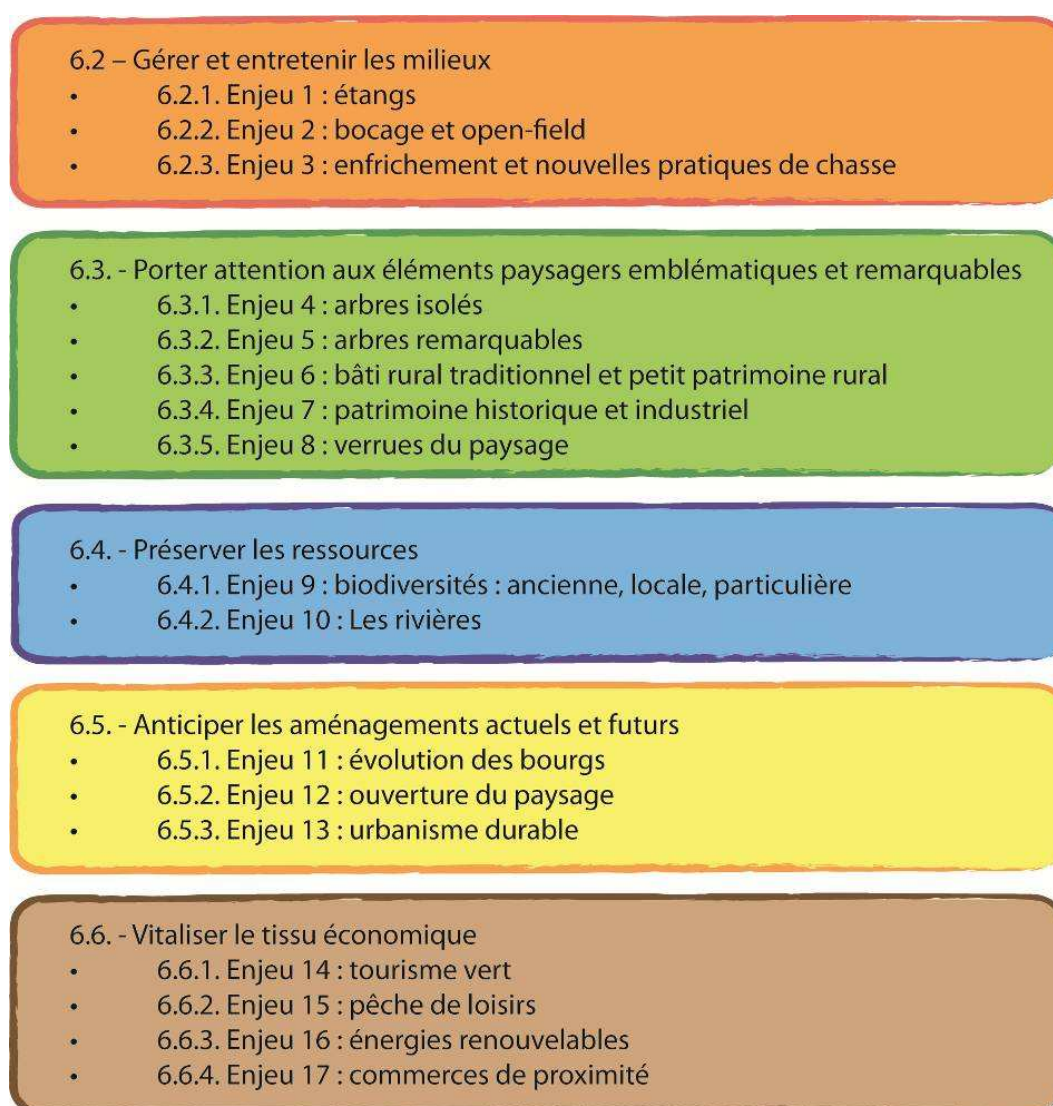 6.2 – Gérer et entretenir les milieux
• 6.2.1. Enjeu 1 : étangs
• 6.2.2. Enjeu 2 : bocage et open-field
• 6.2.3. Enjeu 3 : enfrichement et nouvelles pratiques de chasse
6.3. - Porter attention aux éléments paysagers emblématiques et remarquables
• 6.3.1. Enjeu 4 : arbres isolés
• 6.3.2. Enjeu 5 : arbres remarquables
• 6.3.3. Enjeu 6 : bâti rural traditionnel et petit patrimoine rural
• 6.3.4. Enjeu 7 : patrimoine historique et industriel
• 6.3.5. Enjeu 8 : verrues du paysage
6.4. - Préserver les ressources
• 6.4.1. Enjeu 9 : biodiversités : ancienne, locale, particulière
• 6.4.2. Enjeu 10 : Les rivières
6.5. - Anticiper les aménagements actuels et futurs
• 6.5.1. Enjeu 11 : évolution des bourgs
• 6.5.2. Enjeu 12 : ouverture du paysage
• 6.5.3. Enjeu 13 : urbanisme durable
6.6. - Vitaliser le tissu économique
• 6.6.1. Enjeu 14 : tourisme vert
• 6.6.2. Enjeu 15 : pêche de loisirs
• 6.6.3. Enjeu 16 : énergies renouvelables
• 6.6.4. Enjeu 17 : commerces de proximité